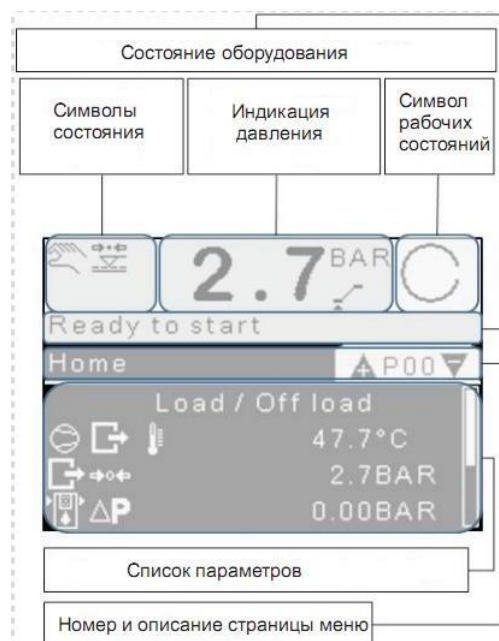 Состояние оборудования
Символы
состояния
Индикация
давления
Символ
рабочих
состояний
2.7 BAR
Ready to start
Home
P00
Load / Off load
47.7°C
2.7BAR
ΔP 0.00BAR
Список параметров
Номер и описание страницы меню